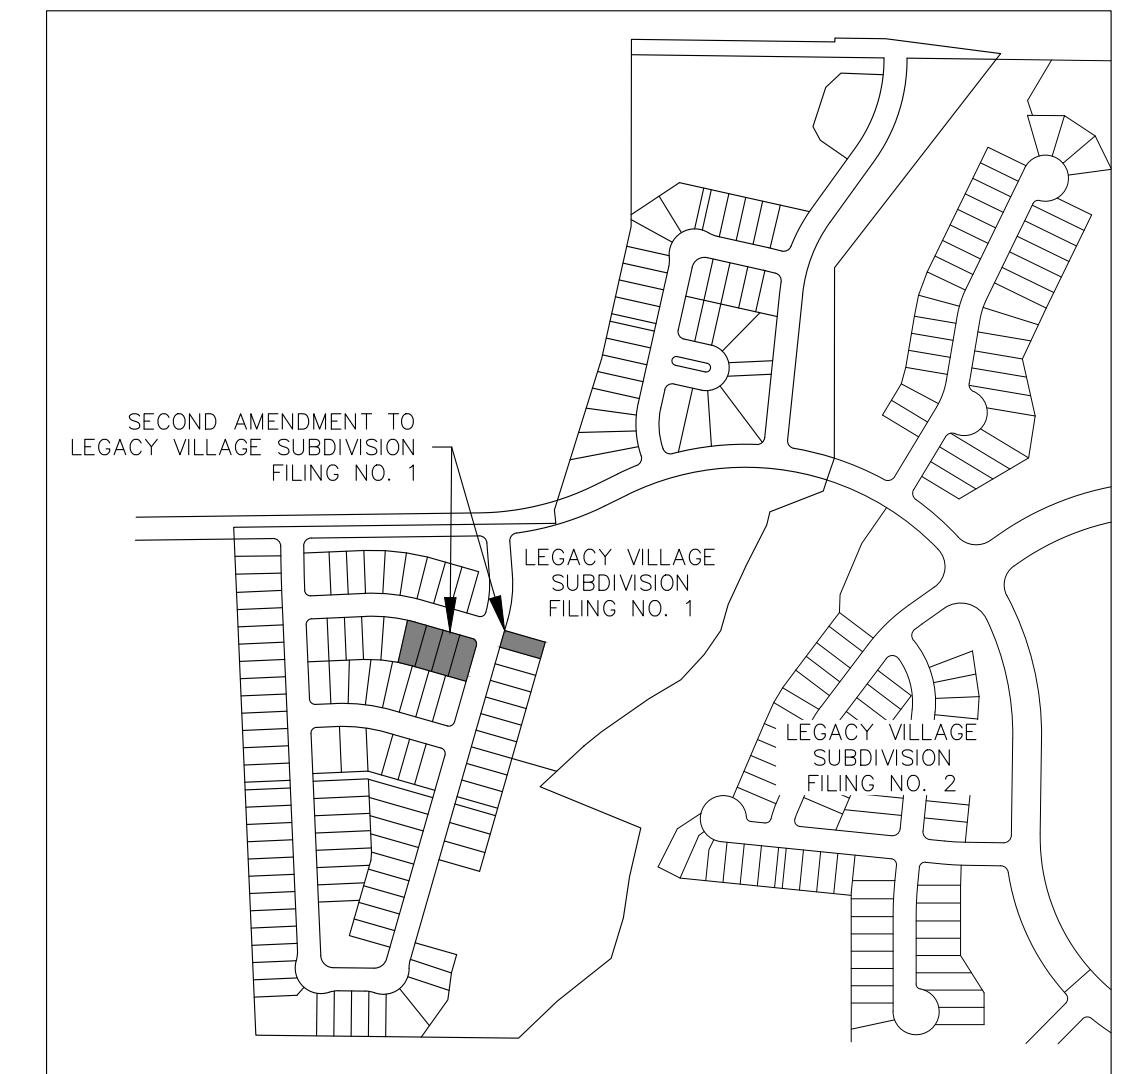 SECOND AMENDMENT TO
LEGACY VILLAGE SUBDIVISION
FILING NO. 1
LEGACY VILLAGE
SUBDIVISION
FILING NO. 1
LEGACY VILLAGE
SUBDIVISION
FILING NO. 2